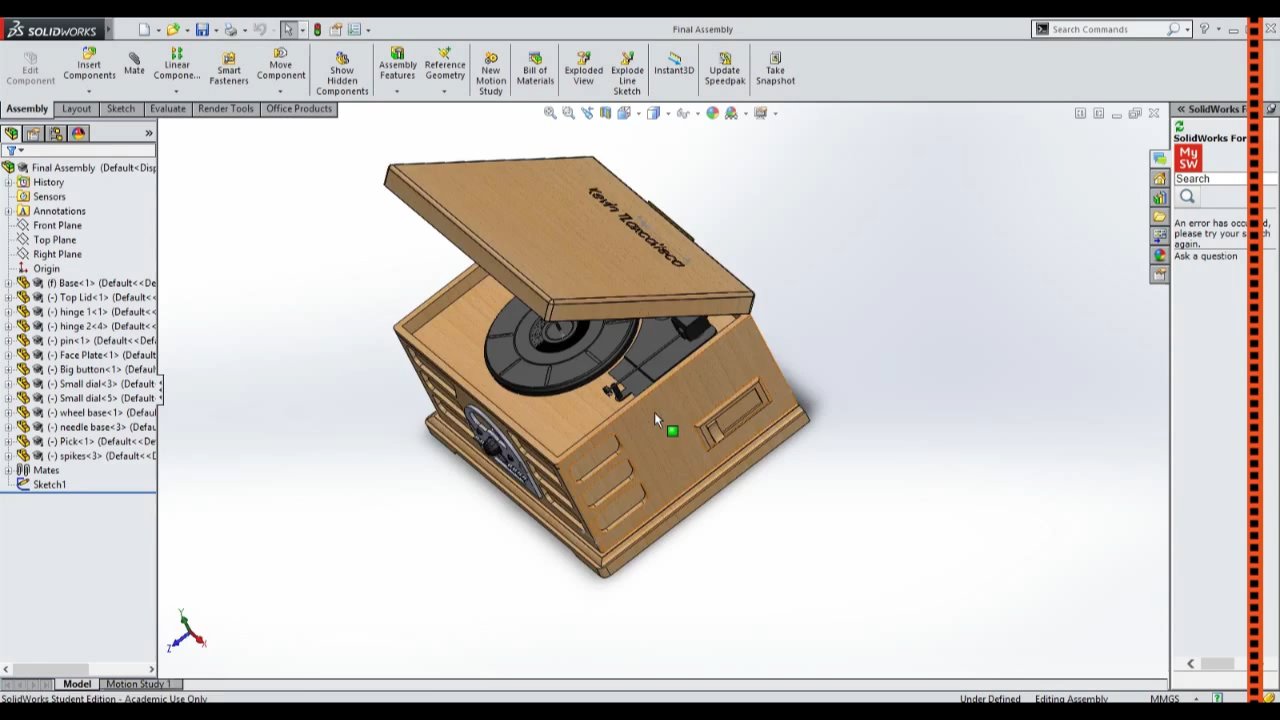 SOLIDWORKS
Final Assembly
Search Commands
Edit Component
Insert Components
Mate
Linear Compone...
Smart Fasteners
Move Component
Show Hidden Components
Assembly Features
Reference Geometry
New Motion Study
Bill of Materials
Exploded View
Explode Line Sketch
Instant3D
Update Speedpak
Take Snapshot
Assembly Layout Sketch Evaluate Render Tools Office Products
Final Assembly (Default<Disp
History
Sensors
Annotations
Front Plane
Top Plane
Right Plane
Origin
(f) Base<1> (Default<<De
(-) Top Lid<1> (Default<<
(-) hinge 1<1> (Default<<
(-) hinge 2<4> (Default<<
(-) pin<1> (Default<<De
(-) Face Plate<1> (Defaul
(-) Big button<1> (Defaul
(-) Small dial<3> (Default
(-) Small dial<5> (Default
(-) wheel base<1> (Defau
(-) needle base<3> (Defa
(-) Pick<1> (Default<<De
(-) spikes<3> (Default<<D
Mates
Sketch1
SolidWorks F
SolidWorks For
My SW
Search
An error has occ d,
please try your s ch
again.
Ask a question
Y
Z
X
Model Motion Study 1
SolidWorks Student Edition - Academic Use Only
Under Defined Editing Assembly MMGS